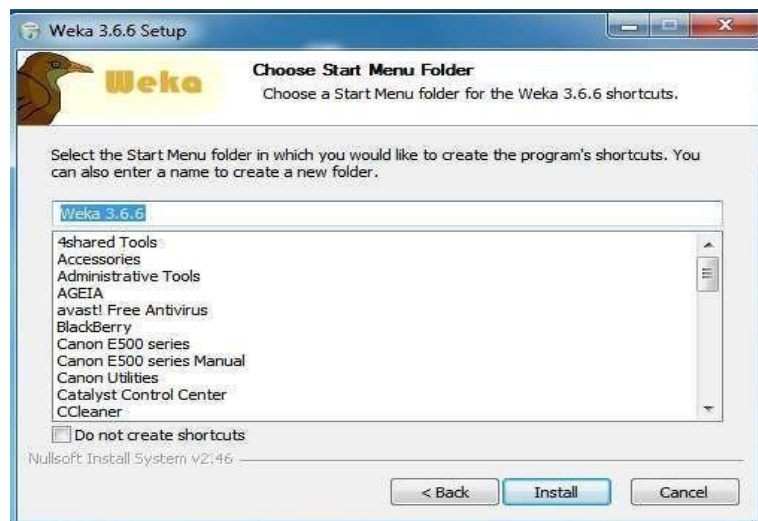 Weka 3.6.6 Setup
Weka
Choose Start Menu Folder
Choose a Start Menu folder for the Weka 3.6.6 shortcuts.
Select the Start Menu folder in which you would like to create the program's shortcuts. You
can also enter a name to create a new folder.
Weka 3.6.6
4shared Tools
Accessories
Administrative Tools
AGEIA
avast! Free Antivirus
BlackBerry
Canon E500 series
Canon E500 series Manual
Canon Utilities
Catalyst Control Center
CCleaner
Do not create shortcuts
Nullsoft Install System v2.46
< Back
Install
Cancel